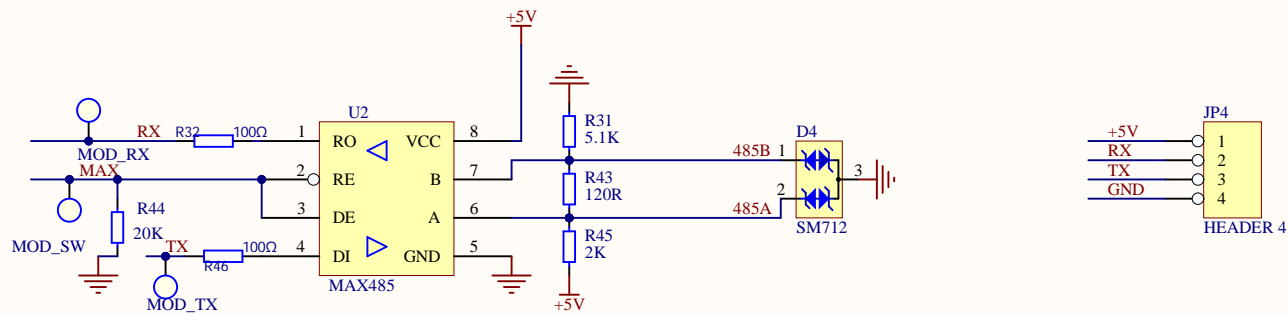 +5V
U2
R31
5.1K
D4
JP4
RX
R32
100Ω
1
RO
VCC
8
+5V
1
MOD_RX
485B
1
RX
2
MAX
2
RE
B
7
R43
120R
3
TX
3
R44
20K
2
GND
4
MOD_SW
3
DE
A
6
485A
SM712
HEADER 4
TX
R46
100Ω
4
DI
GND
5
R45
2K
MAX485
MOD_TX
+5V